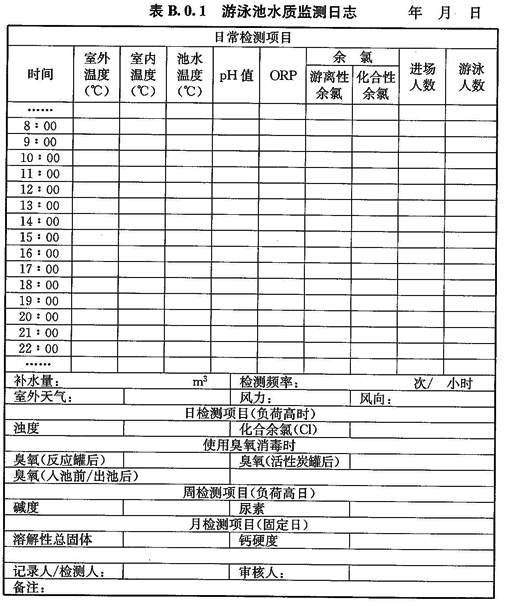 表 B.0.1 游泳池水质监测日志 年 月 日
日常检测项目
时间 室外温度(℃) 室内温度(℃) 池水温度(℃) pH 值 ORP 余 氯 进场人数 游泳人数
游离性余氯 化合性余氯
……
8：00
9：00
10：00
11：00
12：00
13：00
14：00
15：00
16：00
17：00
18：00
19：00
20：00
21：00
22：00
……
补水量： m³ 检测频率： 次/ 小时
室外天气： 风力： 风向：
日检测项目(负荷高时)
浊度 化合余氯(Cl)
使用臭氧消毒时
臭氧(反应罐后) 臭氧(活性炭罐后)
臭氧(人池前/出池后)
周检测项目(负荷高日)
碱度 尿素
月检测项目(固定日)
溶解性总固体 钙硬度
记录人/检测人： 审核人：
备注：